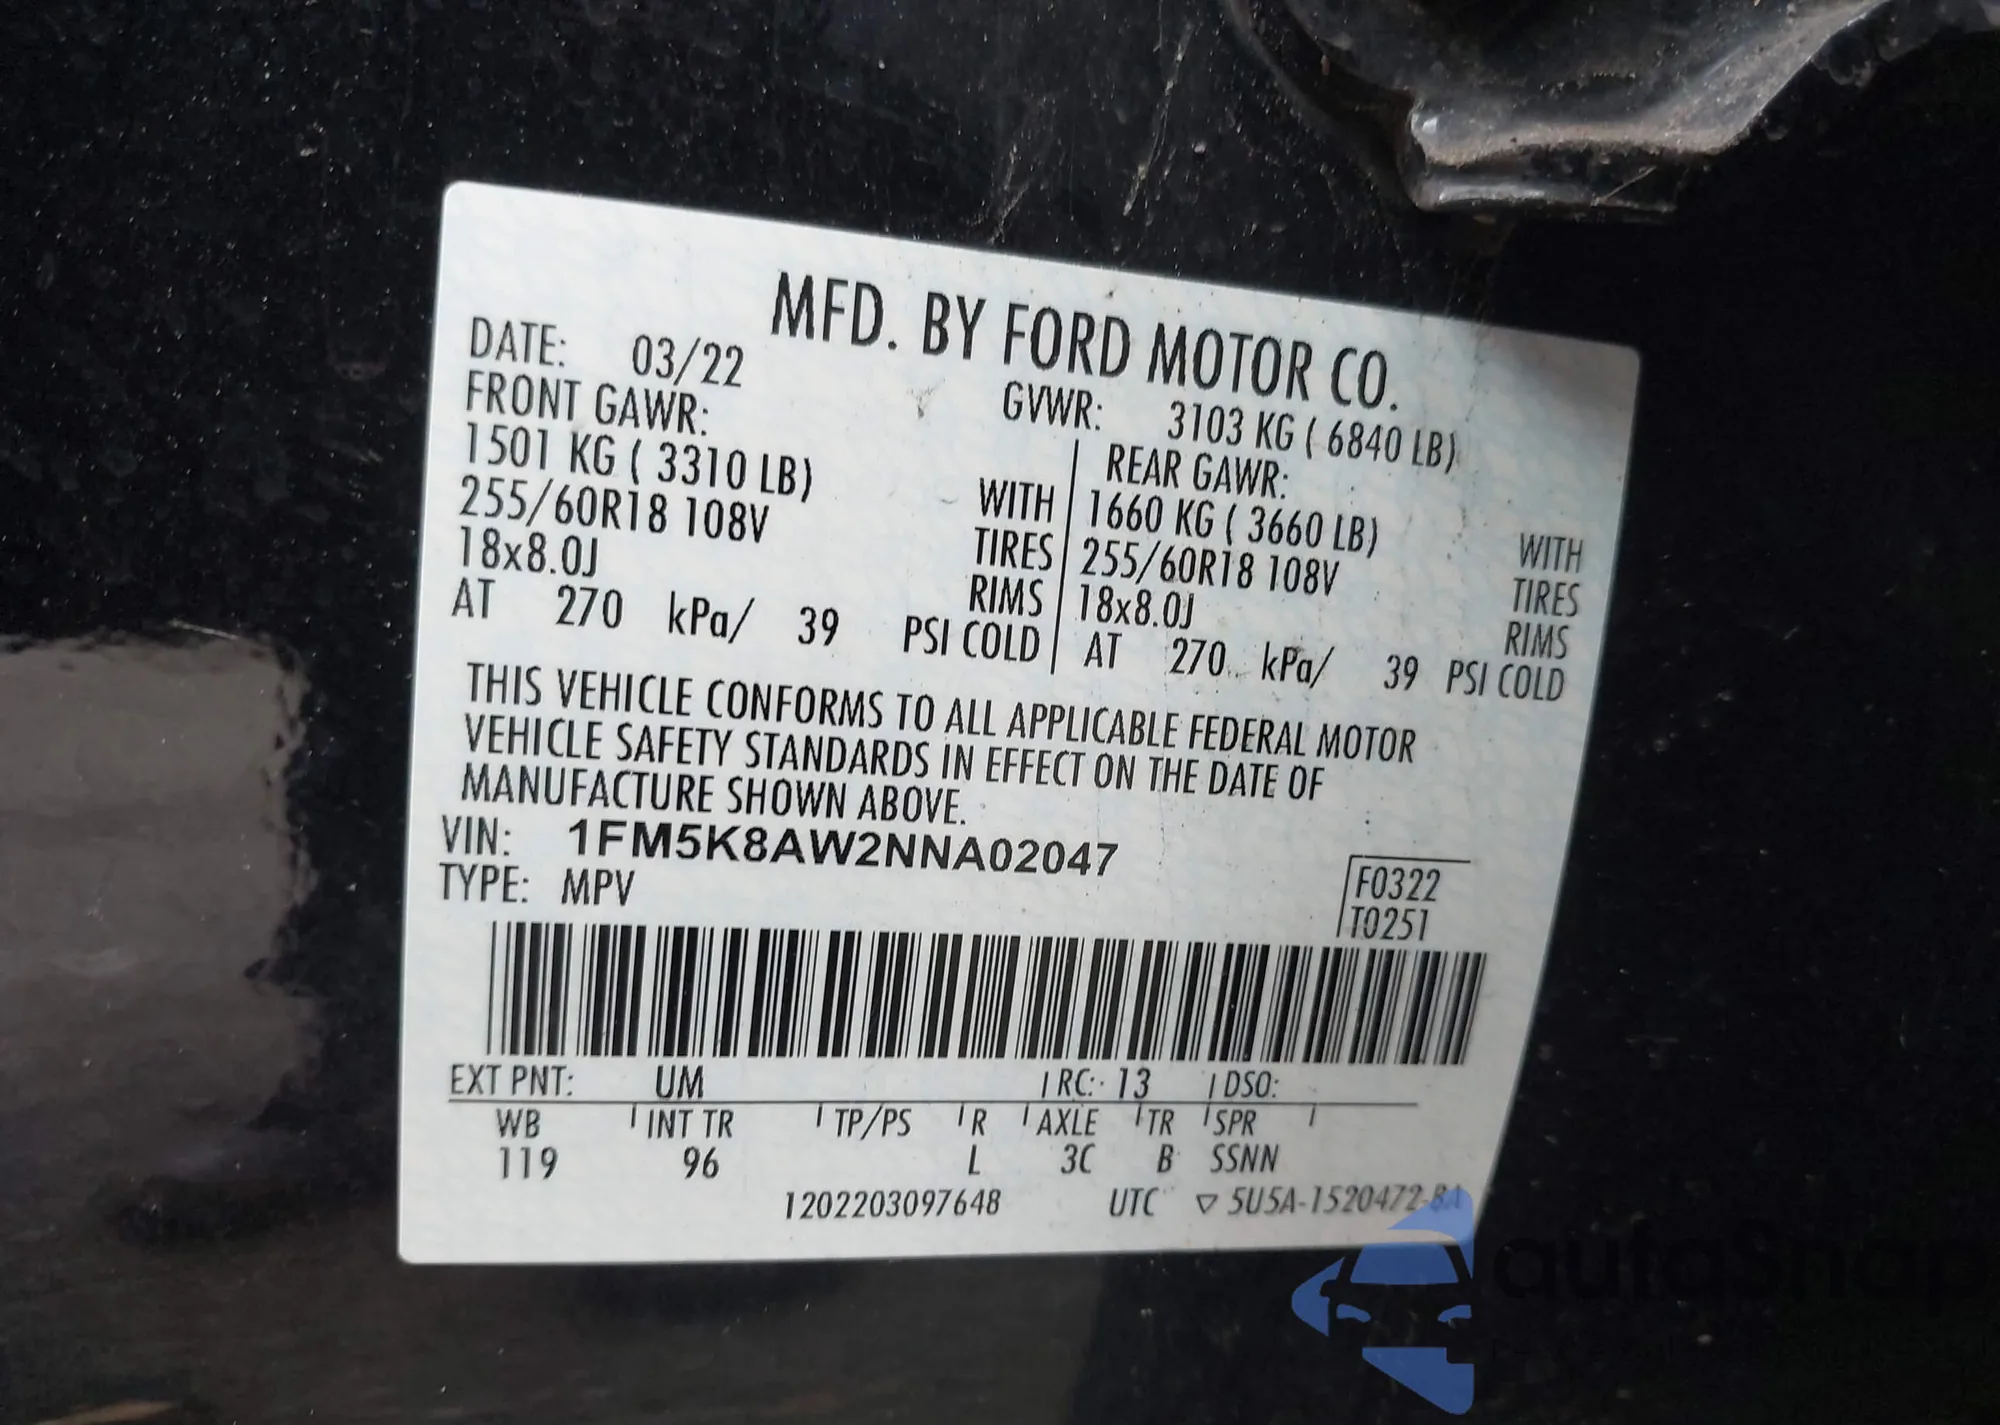 MFD. BY FORD MOTOR CO.
DATE: 03/22 GVWR: 3103 KG ( 6840 LB)
FRONT GAWR: REAR GAWR:
1501 KG ( 3310 LB) WITH 1660 KG ( 3660 LB) WITH
255/60R18 108V TIRES 255/60R18 108V TIRES
18x8.0J RIMS 18x8.0J RIMS
AT 270 kPa/ 39 PSI COLD AT 270 kPa/ 39 PSI COLD
THIS VEHICLE CONFORMS TO ALL APPLICABLE FEDERAL MOTOR
VEHICLE SAFETY STANDARDS IN EFFECT ON THE DATE OF
MANUFACTURE SHOWN ABOVE.
VIN: 1FM5K8AW2NNA02047
TYPE: MPV
F0322
T0251
EXT PNT: UM RC: 13 DSO:
WB INT TR TP/PS R AXLE TR SPR
119 96 L 3C B SSNN
1202203097648 UTC ▽ 5U5A-1520472-BA
autosnap